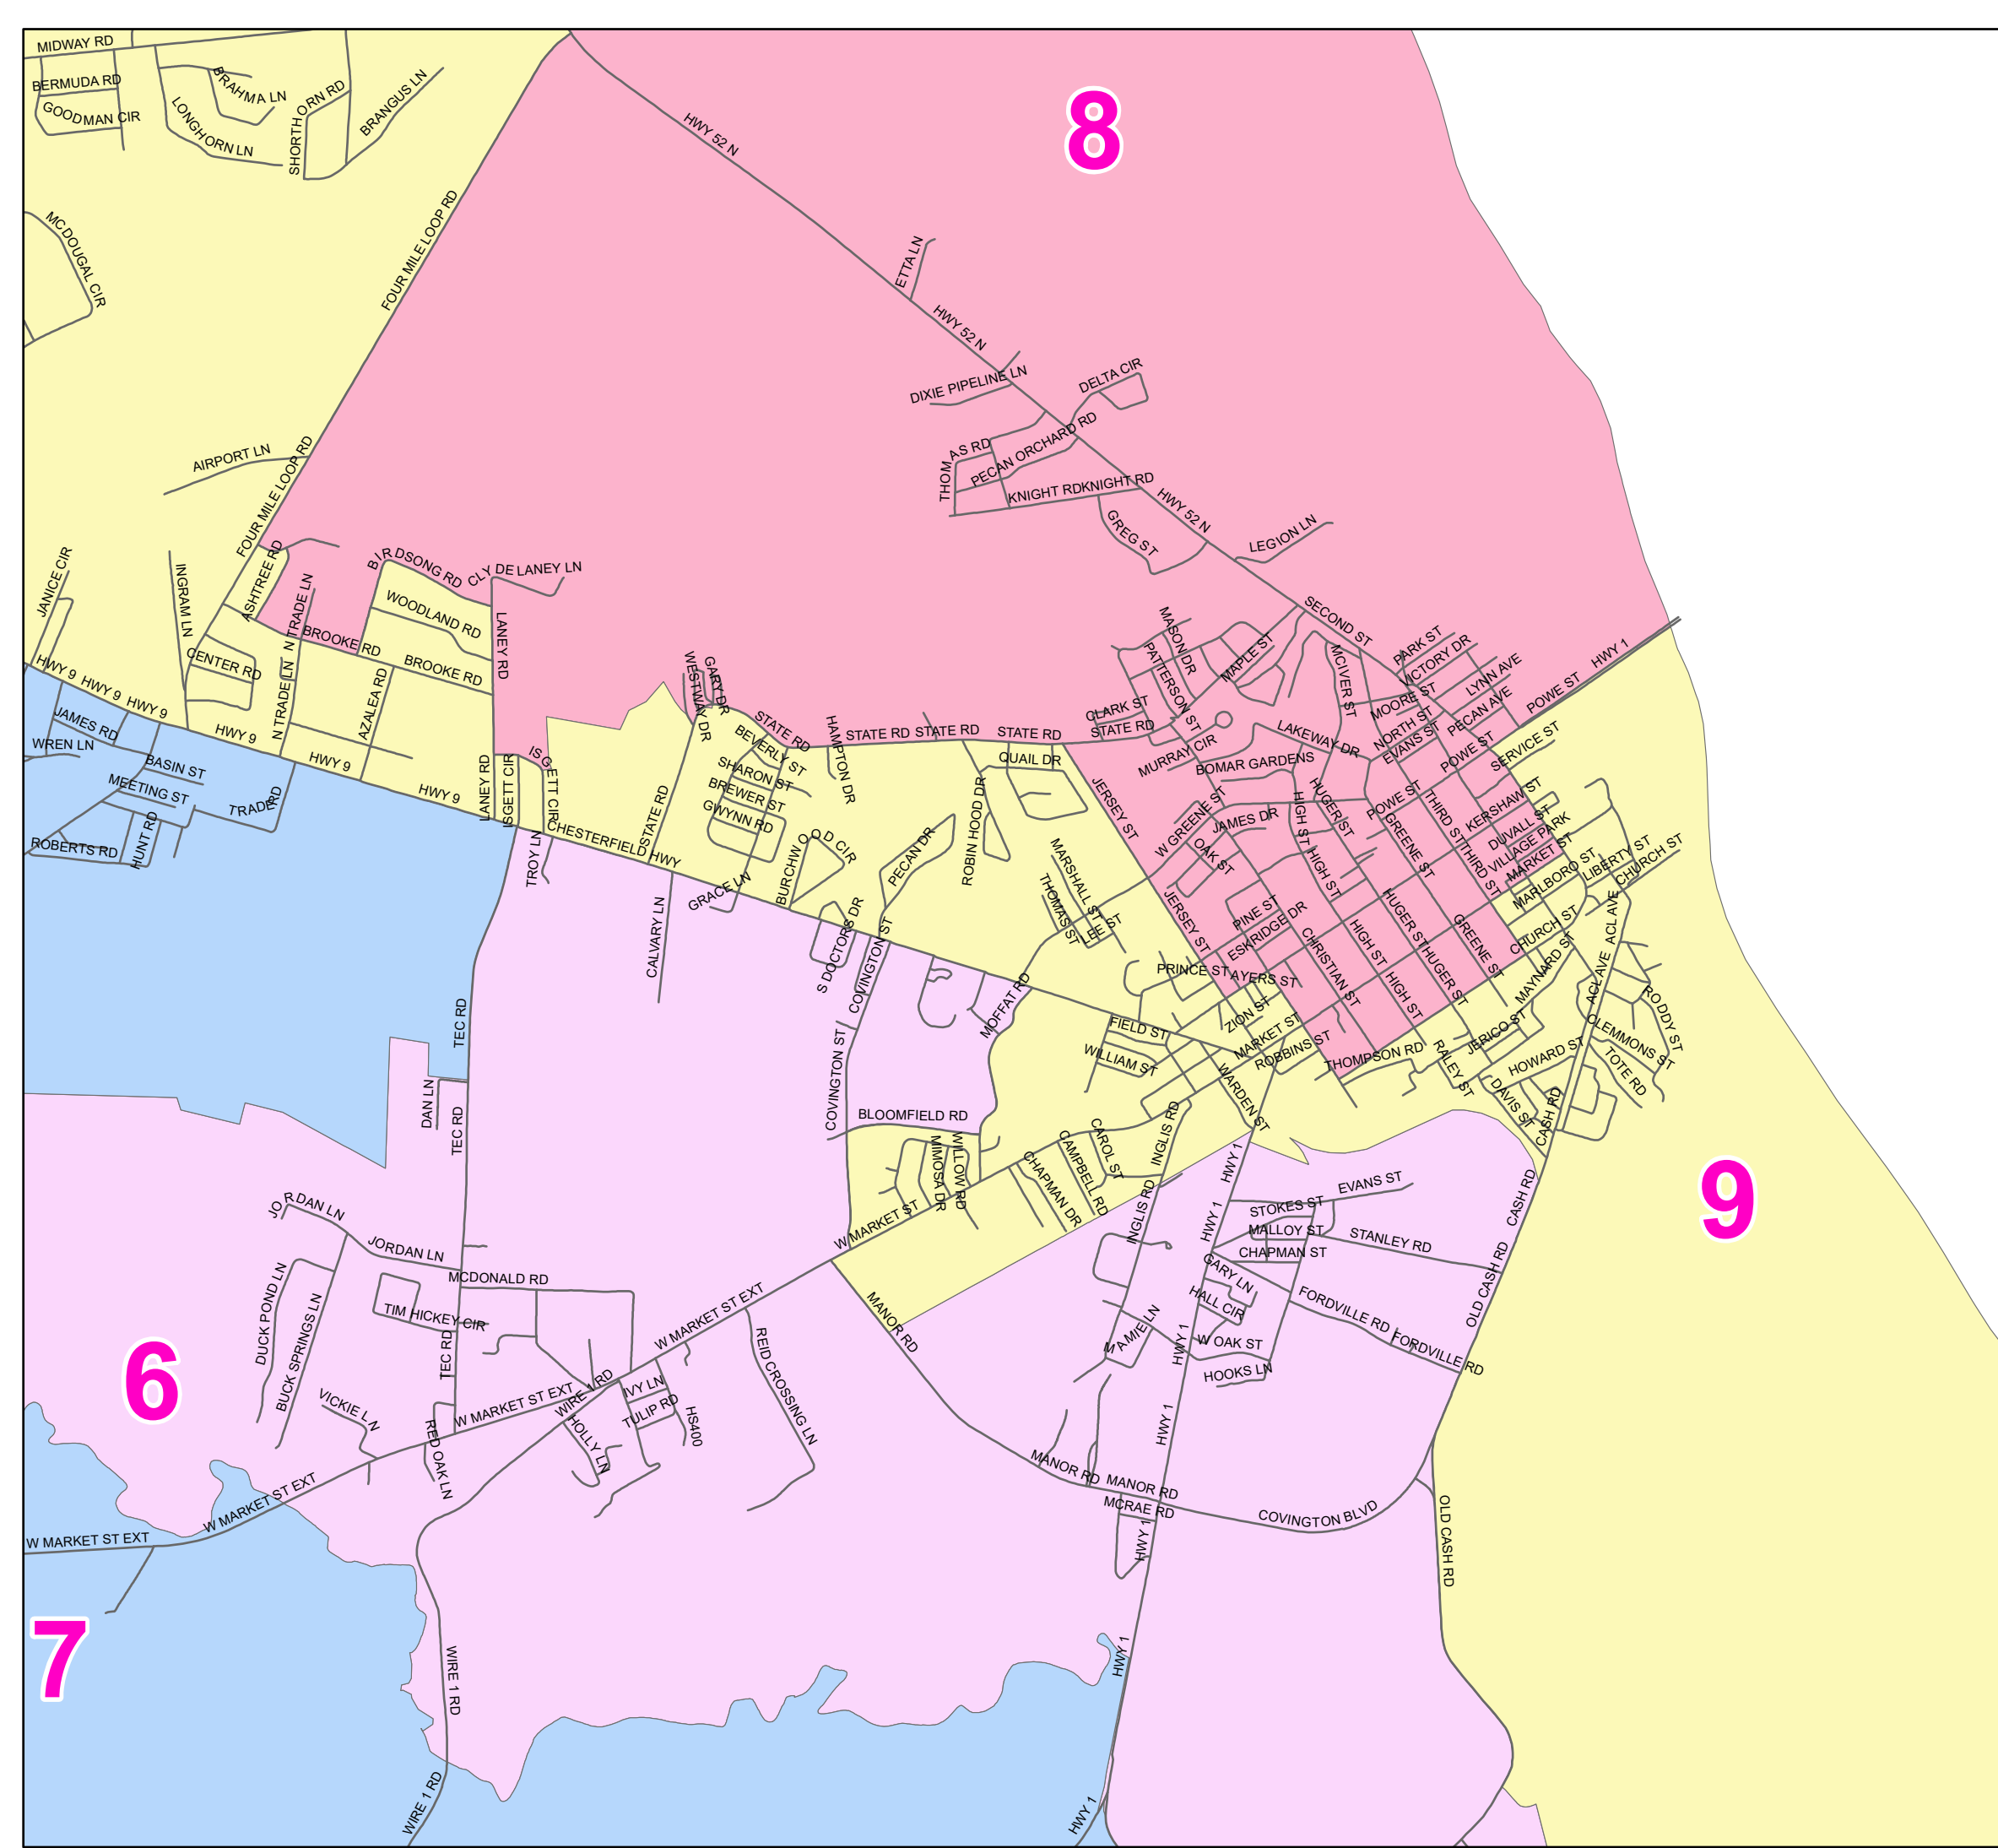 MIDWAY RD
BERMUDA RD
GOODMAN CIR
BRAHMA LN
LONGHORN LN
SHORTHORN RD
BRANGUS LN
MCDOUGAL CIR
FOUR MILE LOOP RD
HWY 52 N
8
ETTA LN
HWY 52 N
DIXIE PIPELINE LN
DELTA CIR
THOMAS RD
PECAN ORCHARD RD
KNIGHT RD
KNIGHT RD
HWY 52 N
GREG ST
LEGION LN
AIRPORT LN
FOUR MILE LOOP RD
JANICE CIR
INGRAM LN
ASHTREE RD
N TRADE LN
BIRDSONG RD
CLYDE LANEY LN
WOODLAND RD
LANEY RD
BROOKE RD
BROOKE RD
CENTER RD
N TRADE LN
AZALEA RD
HWY 9
HWY 9
HWY 9
HWY 9
HWY 9
HWY 9
JAMES RD
WREN LN
BASIN ST
MEETING ST
TRADE RD
HUNT RD
ROBERTS RD
LANEY RD
ISGETT CIR
ISGETT CIR
TROY LN
CHESTERFIELD HWY
STATE RD
WESTWAY DR
GARY DR
STATE RD
BEVERLY ST
SHARON ST
BREWER ST
GWYNN RD
HAMPTON DR
STATE RD
STATE RD
STATE RD
STATE RD
QUAIL DR
ROBIN HOOD DR
BURCHWOOD CIR
PECAN DR
GRACE LN
CALVARY LN
S DOCTORS DR
COVINGTON ST
COVINGTON ST
MOFFAT RD
MARSHALL ST
THOMAS ST
LEE ST
JERSEY ST
JERSEY ST
CLARK ST
MASON DR
PATTERSON ST
MAPLE ST
SECOND ST
MCIVER ST
PARK ST
VICTORY DR
MOORE ST
LYNN AVE
NORTH ST
PECAN AVE
EVANS ST
POWE ST
HWY 1
POWE ST
SERVICE ST
MURRAY CIR
LAKEWAY DR
BOMAR GARDENS
W GREENE ST
JAMES DR
OAK ST
HIGH ST
HUGER ST
POWE ST
GREENE ST
THIRD ST
THIRD ST
KERSHAW ST
DUVALL ST
VILLAGE PARK
MARKET ST
MARLBORO ST
LIBERTY ST
CHURCH ST
HIGH ST
PINE ST
ESKRIDGE DR
CHRISTIAN ST
HIGH ST
HUGER ST
GREENE ST
CHURCH ST
MAYNARD ST
ACLAVE
ACLAVE
PRINCE ST
AYERS ST
HIGH ST
HUGER ST
ZION ST
MARKET ST
ROBBINS ST
THOMPSON RD
RALEY ST
JERICO ST
HOWARD ST
DAVIS ST
CASH RD
CLEMMONS ST
TOTE RD
RODDY ST
FIELD ST
WILLIAM ST
WARDEN ST
TEC RD
DAN LN
TEC RD
BLOOMFIELD RD
MIMOSA DR
WILLOW RD
W MARKET ST
COVINGTON ST
CHAPMAN DR
CAMPBELL RD
CAROL ST
INGLIS RD
INGLIS RD
HWY 1
HWY 1
EVANS ST
STOKES ST
MALLOY ST
CHAPMAN ST
STANLEY RD
GARY LN
HALL CIR
FORDVILLE RD
FORDVILLE RD
W OAK ST
HOOKS LN
MAMIE LN
HWY 1
HWY 1
CASH RD
OLD CASH RD
9
JORDAN LN
JORDAN LN
DUCK POND LN
BUCK SPRINGS LN
MCDONALD RD
TIM HICKEY CIR
TEC RD
W MARKET ST EXT
MANOR RD
6
VICKIE LN
RED OAK LN
W MARKET ST EXT
WIRE 1 RD
IVY LN
TULIP RD
HOLLY LN
HS400
REID CROSSING LN
MANOR RD
MANOR RD
MCRAE RD
HWY 1
COVINGTON BLVD
OLD CASH RD
W MARKET ST EXT
W MARKET ST EXT
7
WIRE 1 RD
HWY 1
WIRE 1 RD
HWY 1